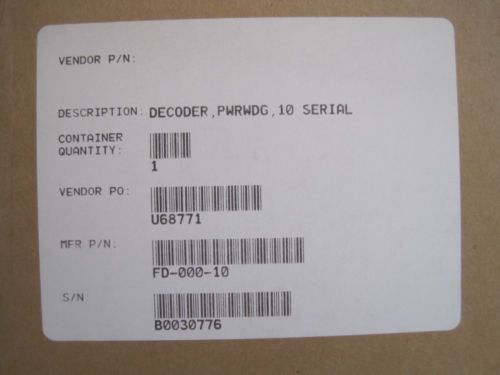 VENDOR P/N:
DESCRIPTION: DECODER,PWRWDG,10 SERIAL
CONTAINER
QUANTITY:
1
VENDOR PO:
U68771
MFR P/N:
FD-000-10
S/N
B0030776